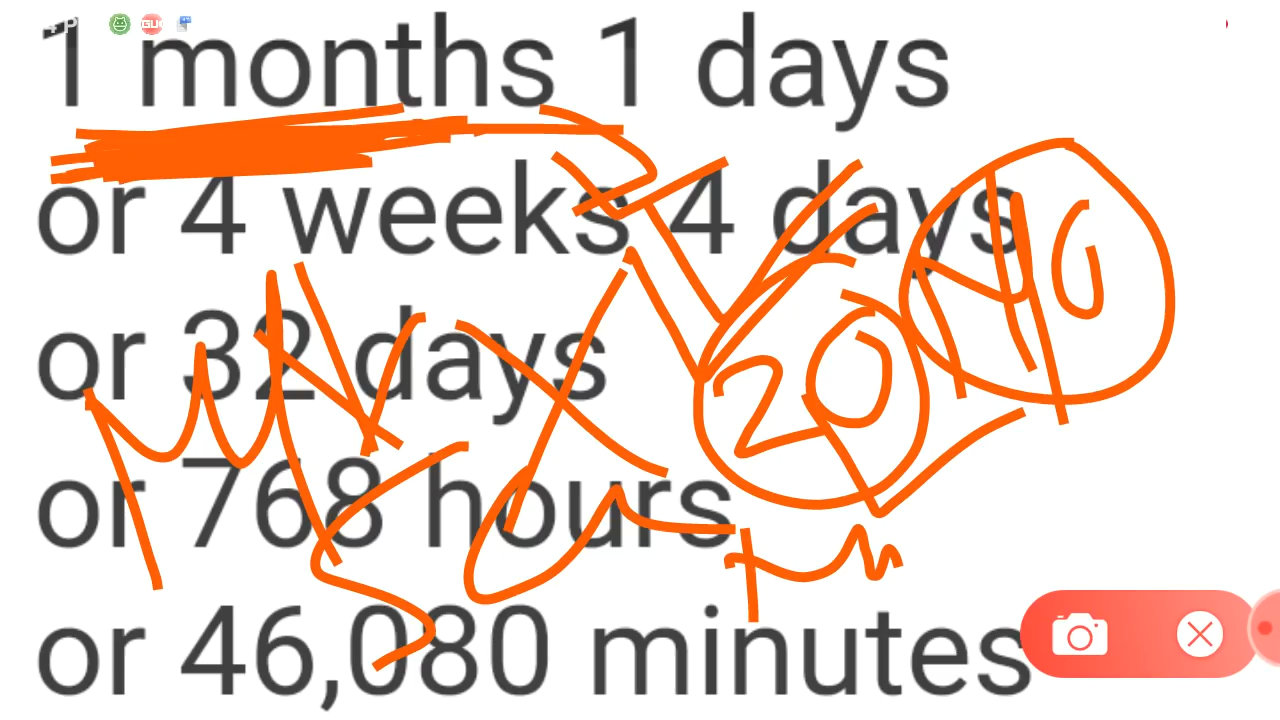 1 months 1 days
or 4 weeks 4 days
or 32 days
or 768 hours
or 46,080 minutes
20